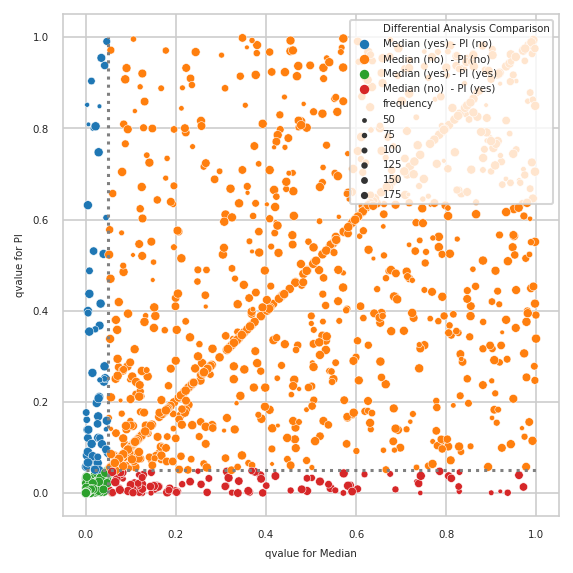 Differential Analysis Comparison
Median (yes) - PI (no)
Median (no) - PI (no)
Median (yes) - PI (yes)
Median (no) - PI (yes)
frequency
50
75
100
125
150
175
1.0
0.8
0.6
0.4
0.2
0.0
qvalue for PI
0.0 0.2 0.4 0.6 0.8 1.0
qvalue for Median